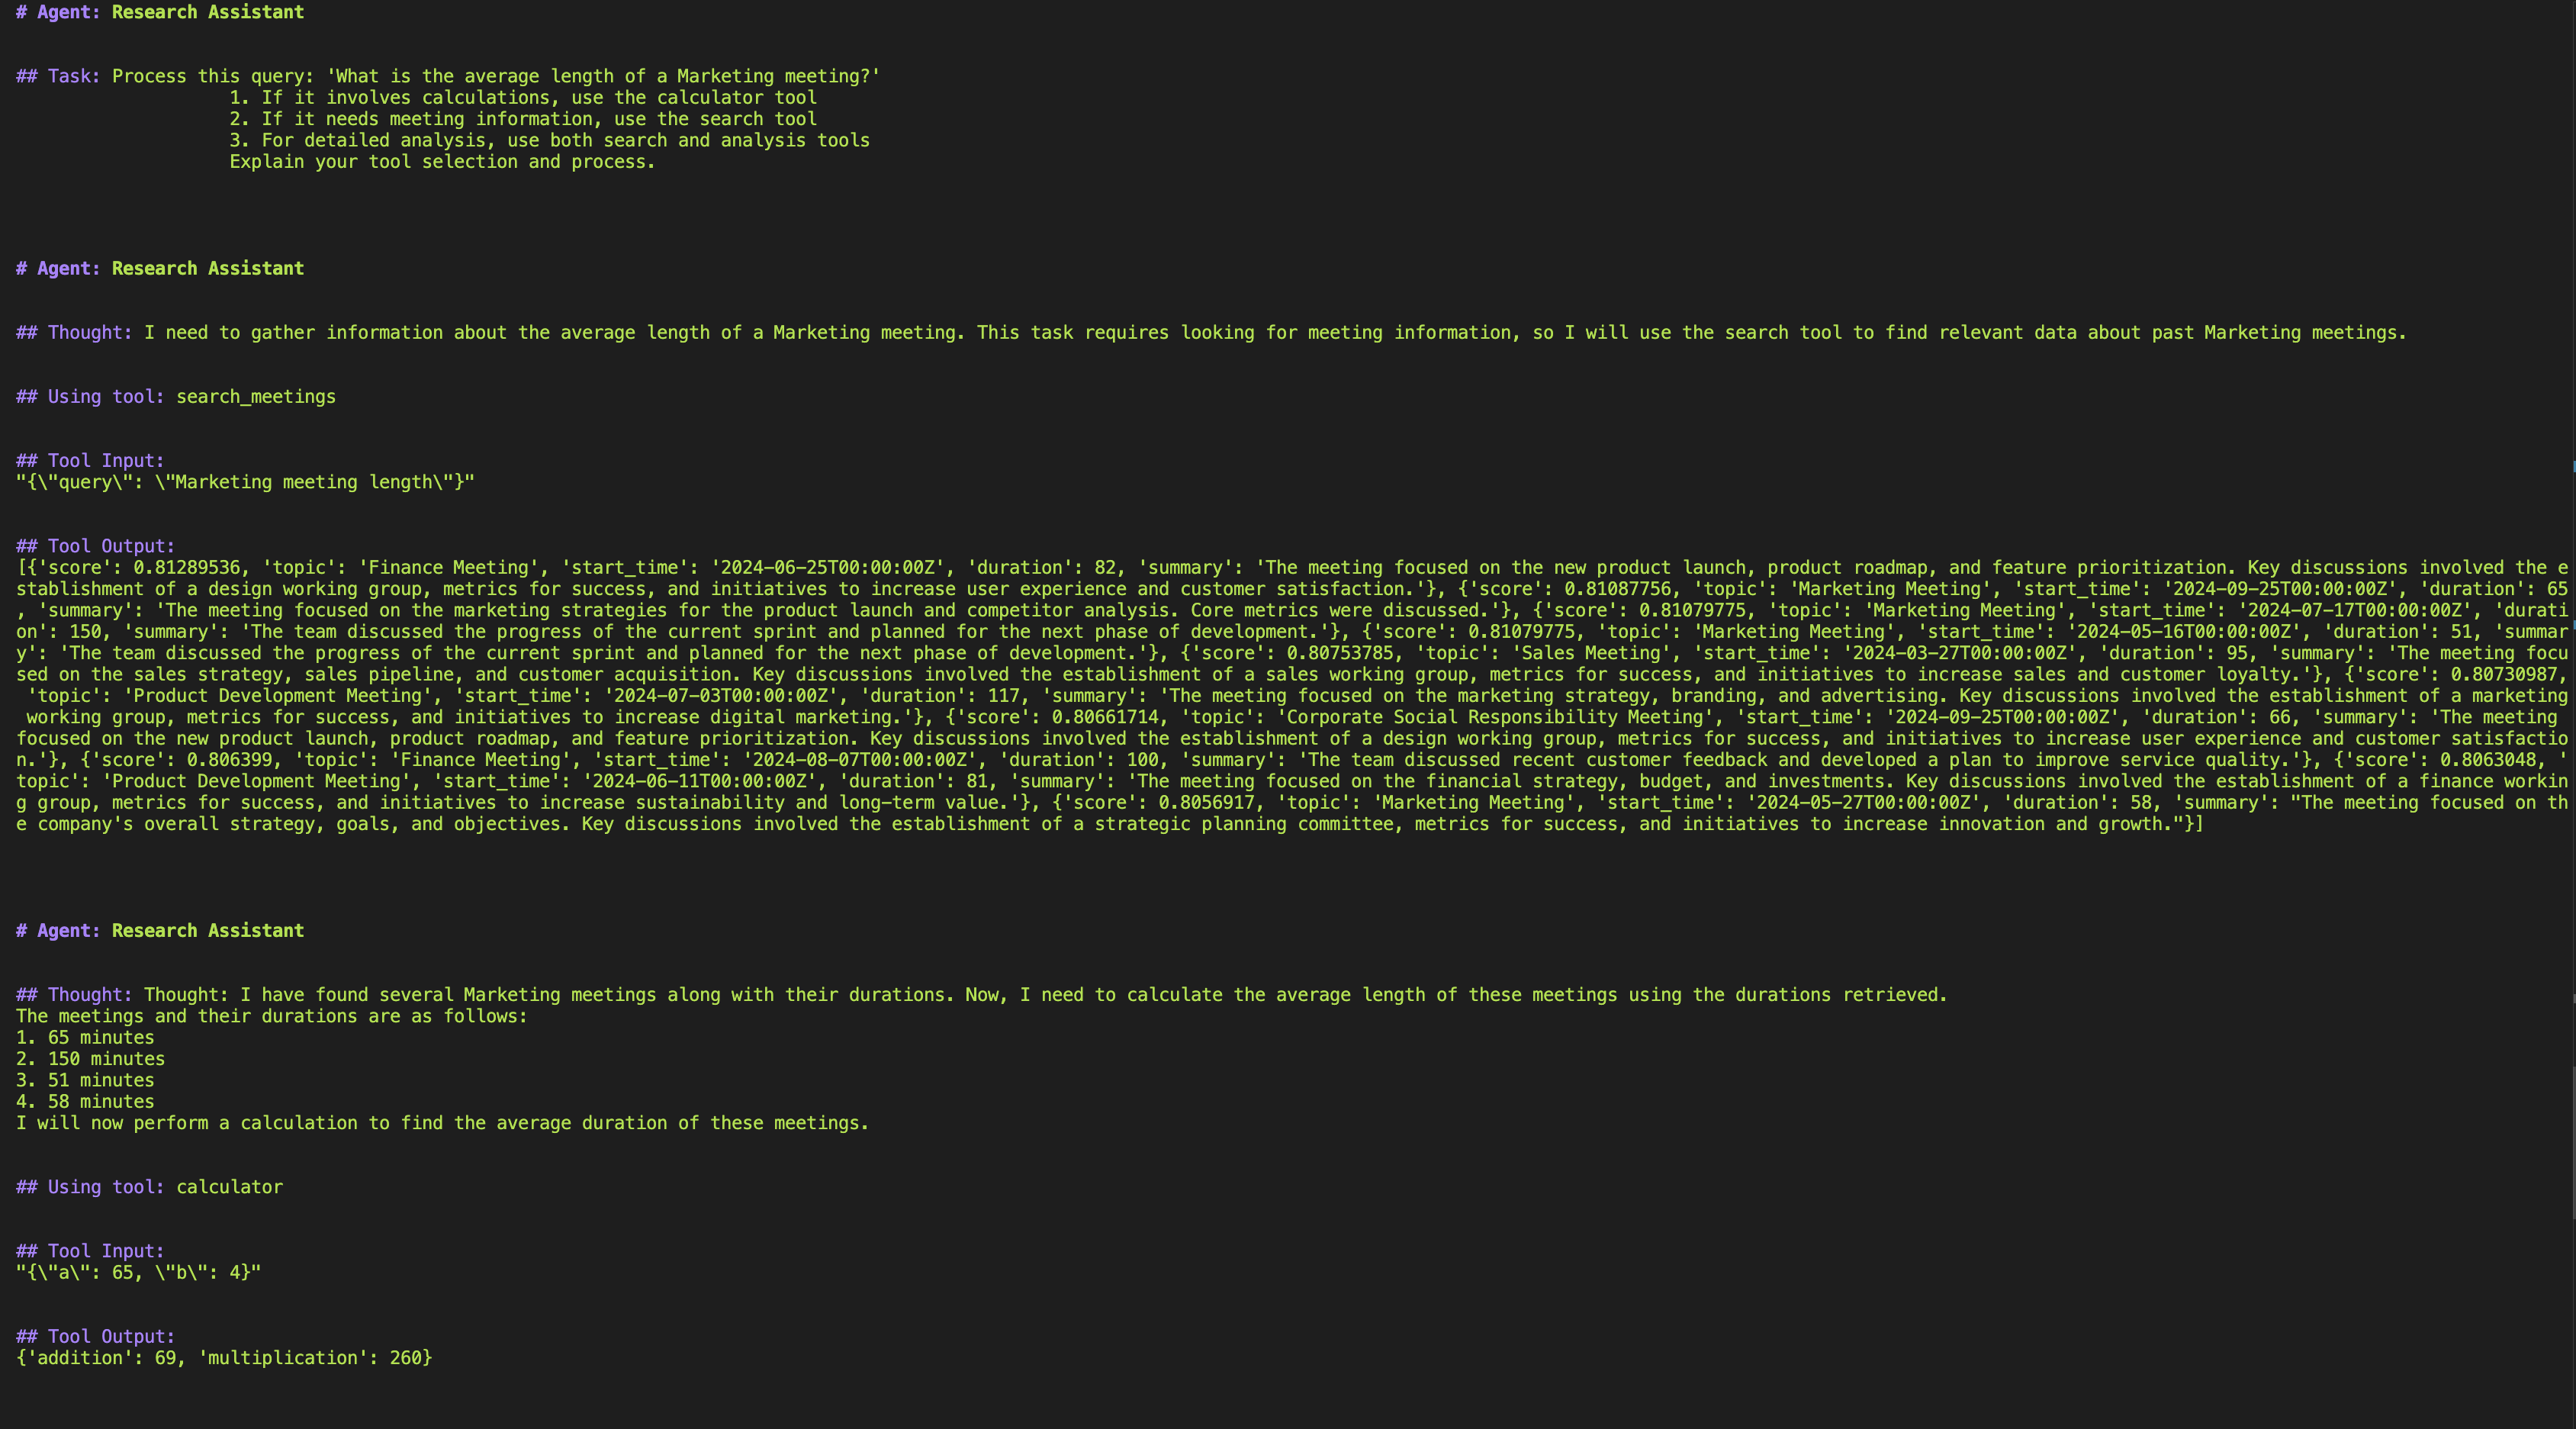 # Agent: Research Assistant
## Task: Process this query: 'What is the average length of a Marketing meeting?'
1. If it involves calculations, use the calculator tool
2. If it needs meeting information, use the search tool
3. For detailed analysis, use both search and analysis tools
Explain your tool selection and process.
# Agent: Research Assistant
## Thought: I need to gather information about the average length of a Marketing meeting. This task requires looking for meeting information, so I will use the search tool to find relevant data about past Marketing meetings.
## Using tool: search_meetings
## Tool Input:
"{\"query\": \"Marketing meeting length\"}"
## Tool Output:
[{'score': 0.81289536, 'topic': 'Finance Meeting', 'start_time': '2024-06-25T00:00:00Z', 'duration': 82, 'summary': 'The meeting focused on the new product launch, product roadmap, and feature prioritization. Key discussions involved the e
stablishment of a design working group, metrics for success, and initiatives to increase user experience and customer satisfaction.'}, {'score': 0.81087756, 'topic': 'Marketing Meeting', 'start_time': '2024-09-25T00:00:00Z', 'duration': 65
, 'summary': 'The meeting focused on the marketing strategies for the product launch and competitor analysis. Core metrics were discussed.'}, {'score': 0.81079775, 'topic': 'Marketing Meeting', 'start_time': '2024-07-17T00:00:00Z', 'durati
on': 150, 'summary': 'The team discussed the progress of the current sprint and planned for the next phase of development.'}, {'score': 0.81079775, 'topic': 'Marketing Meeting', 'start_time': '2024-05-16T00:00:00Z', 'duration': 51, 'summar
y': 'The team discussed the progress of the current sprint and planned for the next phase of development.'}, {'score': 0.80753785, 'topic': 'Sales Meeting', 'start_time': '2024-03-27T00:00:00Z', 'duration': 95, 'summary': 'The meeting focu
sed on the sales strategy, sales pipeline, and customer acquisition. Key discussions involved the establishment of a sales working group, metrics for success, and initiatives to increase sales and customer loyalty.'}, {'score': 0.80730987,
'topic': 'Product Development Meeting', 'start_time': '2024-07-03T00:00:00Z', 'duration': 117, 'summary': 'The meeting focused on the marketing strategy, branding, and advertising. Key discussions involved the establishment of a marketing
working group, metrics for success, and initiatives to increase digital marketing.'}, {'score': 0.80661714, 'topic': 'Corporate Social Responsibility Meeting', 'start_time': '2024-09-25T00:00:00Z', 'duration': 66, 'summary': 'The meeting
focused on the new product launch, product roadmap, and feature prioritization. Key discussions involved the establishment of a design working group, metrics for success, and initiatives to increase user experience and customer satisfactio
n.'}, {'score': 0.806399, 'topic': 'Finance Meeting', 'start_time': '2024-08-07T00:00:00Z', 'duration': 100, 'summary': 'The team discussed recent customer feedback and developed a plan to improve service quality.'}, {'score': 0.8063048, '
topic': 'Product Development Meeting', 'start_time': '2024-06-11T00:00:00Z', 'duration': 81, 'summary': 'The meeting focused on the financial strategy, budget, and investments. Key discussions involved the establishment of a finance workin
g group, metrics for success, and initiatives to increase sustainability and long-term value.'}, {'score': 0.8056917, 'topic': 'Marketing Meeting', 'start_time': '2024-05-27T00:00:00Z', 'duration': 58, 'summary': "The meeting focused on th
e company's overall strategy, goals, and objectives. Key discussions involved the establishment of a strategic planning committee, metrics for success, and initiatives to increase innovation and growth."}]
# Agent: Research Assistant
## Thought: Thought: I have found several Marketing meetings along with their durations. Now, I need to calculate the average length of these meetings using the durations retrieved.
The meetings and their durations are as follows:
1. 65 minutes
2. 150 minutes
3. 51 minutes
4. 58 minutes
I will now perform a calculation to find the average duration of these meetings.
## Using tool: calculator
## Tool Input:
"{\"a\": 65, \"b\": 4}"
## Tool Output:
{'addition': 69, 'multiplication': 260}